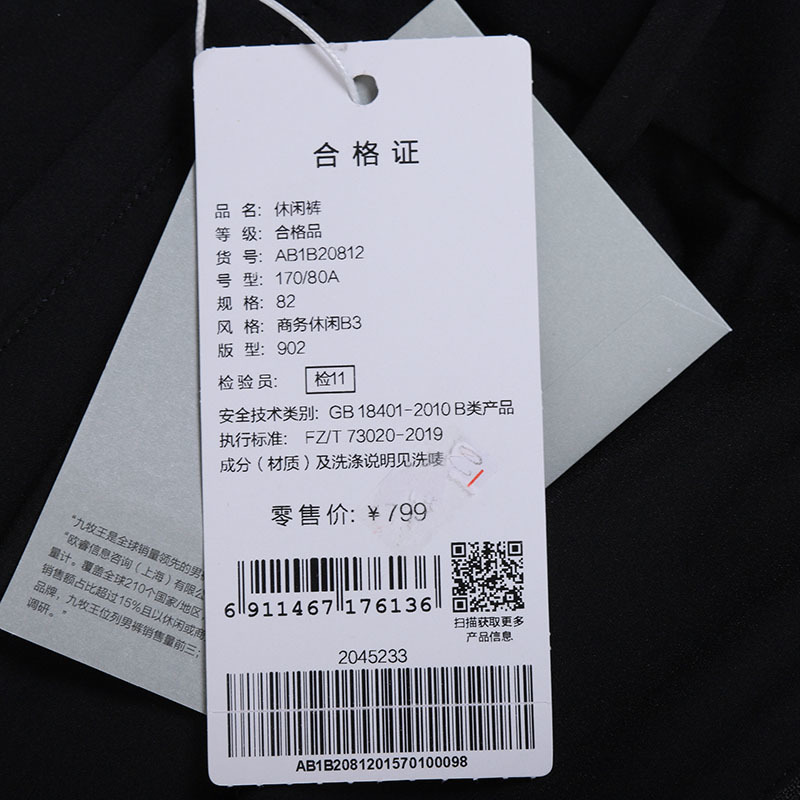 合格证
品 名: 休闲裤
等 级: 合格品
货 号: AB1B20812
号 型: 170/80A
规 格: 82
风 格: 商务休闲B3
版 型: 902
检验员: 检11
安全技术类别: GB 18401-2010 B类产品
执行标准: FZ/T 73020-2019
成分（材质）及洗涤说明见洗唛
零售价: ¥799
6 911467 176136
扫描获取更多
产品信息
2045233
AB1B2081201570100098
"九牧王是全球销量领先的男
"欧睿信息咨询（上海）有限公
量计。覆盖全球210个国家/地区
销售额占比超过15%且以休闲或商
品牌，九牧王位列男裤销售量前三；
调研。"